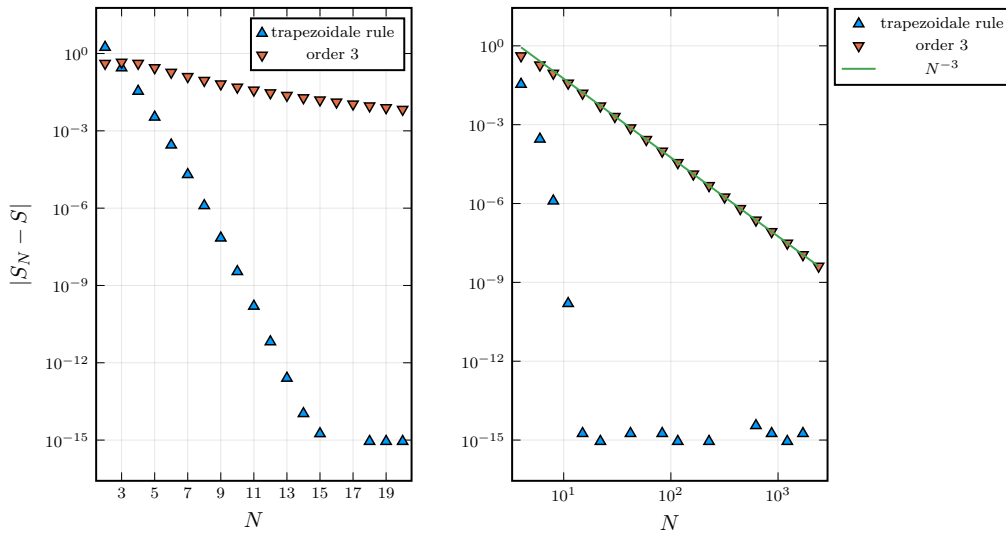 |S_N − S|
10^0
10^−3
10^−6
10^−9
10^−12
10^−15
trapezoidale rule
order 3
3 5 7 9 11 13 15 17 19
N
10^0
10^−3
10^−6
10^−9
10^−12
10^−15
10^1 10^2 10^3
N
trapezoidale rule
order 3
N^−3